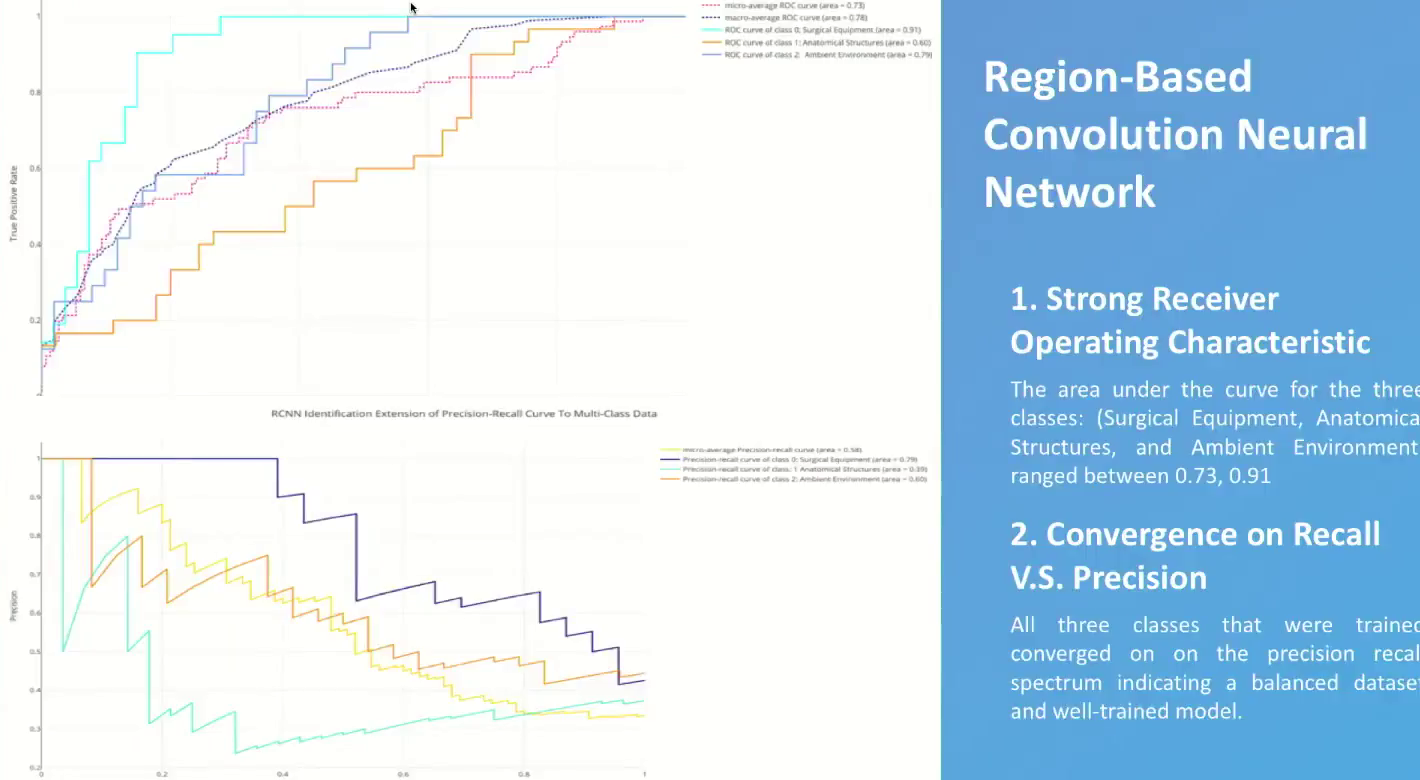 micro-average ROC curve (area = 0.73)
macro-average ROC curve (area = 0.78)
ROC curve of class 0: Surgical Equipment (area = 0.91)
ROC curve of class 1: Anatomical Structures (area = 0.60)
ROC curve of class 2: Ambient Environment (area = 0.79)
1
0.8
0.6
0.4
0.2
True Positive Rate
RCNN Identification Extension of Precision-Recall Curve To Multi-Class Data
micro-average Precision-recall curve (area = 0.58)
Precision-recall curve of class 0: Surgical Equipment (area = 0.79)
Precision-recall curve of class: 1 Anatomical Structures (area = 0.39)
Precision-recall curve of class 2: Ambient Environment (area = 0.60)
1
0.9
0.8
0.7
0.6
0.5
0.4
0.3
0.2
Precision
0 0.2 0.4 0.6 0.8 1
Region-Based
Convolution Neural
Network
1. Strong Receiver
Operating Characteristic
The area under the curve for the three
classes: (Surgical Equipment, Anatomica
Structures, and Ambient Environment
ranged between 0.73, 0.91
2. Convergence on Recall
V.S. Precision
All three classes that were trained
converged on on the precision recal
spectrum indicating a balanced dataset
and well-trained model.